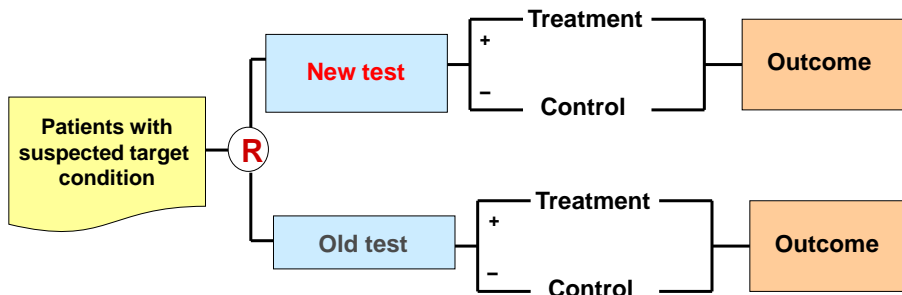 Patients with
suspected target
condition
R
New test
+
−
Treatment
Control
Outcome
Old test
+
−
Treatment
Control
Outcome